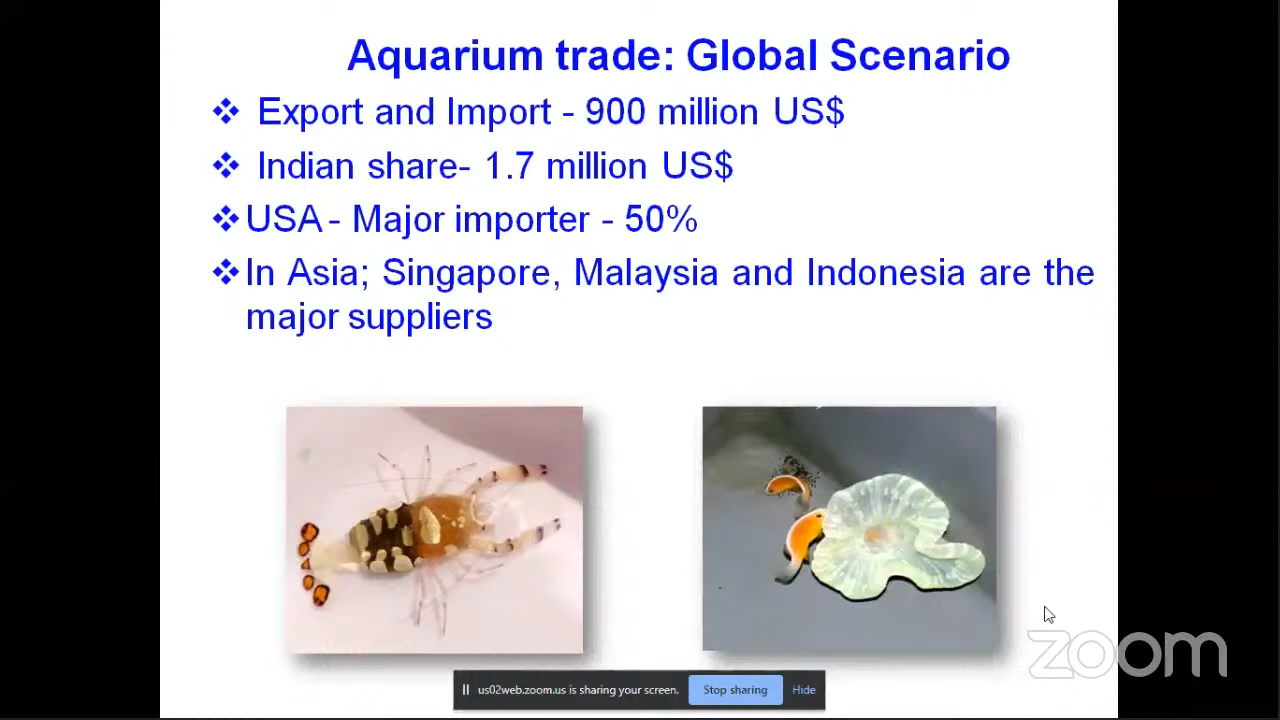 Aquarium trade: Global Scenario
❖ Export and Import - 900 million US$
❖ Indian share- 1.7 million US$
❖ USA - Major importer - 50%
❖ In Asia; Singapore, Malaysia and Indonesia are the
major suppliers
zoom
us02web.zoom.us is sharing your screen. Stop sharing Hide